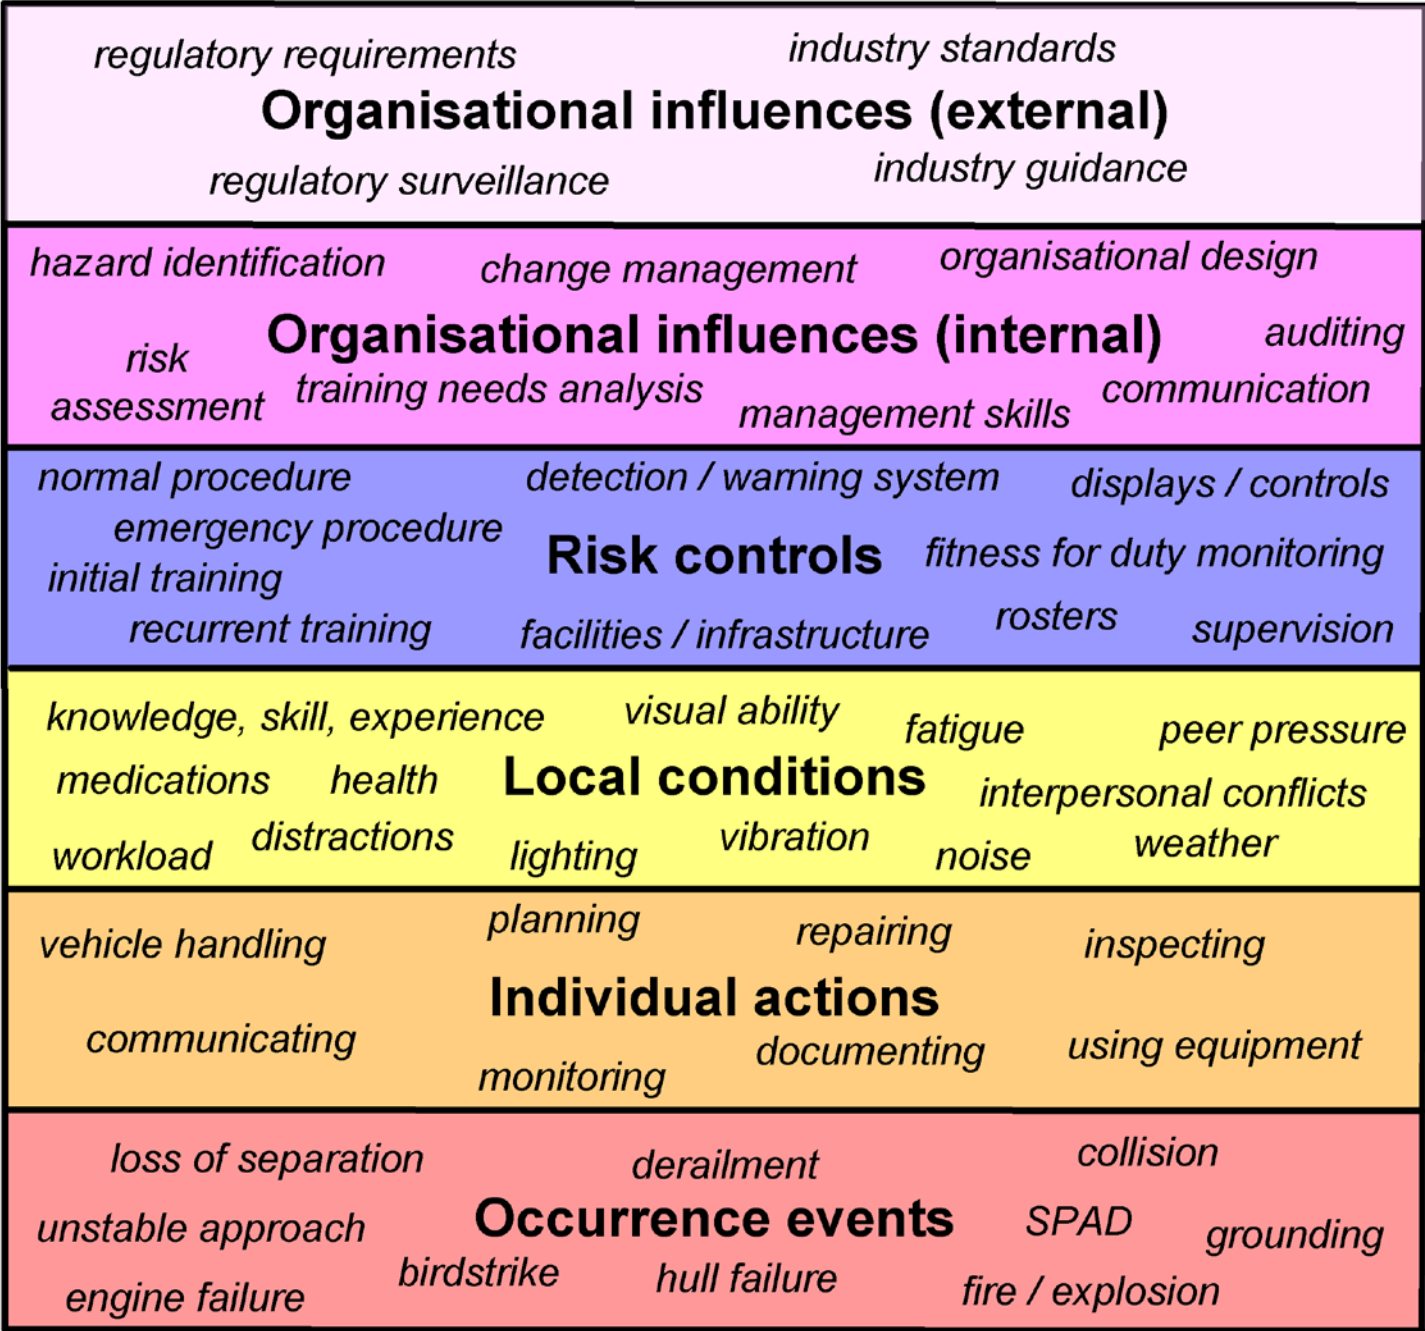 regulatory requirements
industry standards
Organisational influences (external)
regulatory surveillance
industry guidance
hazard identification
change management
organisational design
Organisational influences (internal)
auditing
risk
assessment
training needs analysis
management skills
communication
normal procedure
detection / warning system
displays / controls
emergency procedure
Risk controls
fitness for duty monitoring
initial training
recurrent training
facilities / infrastructure
rosters
supervision
knowledge, skill, experience
visual ability
fatigue
peer pressure
medications
health
Local conditions
interpersonal conflicts
workload
distractions
lighting
vibration
noise
weather
vehicle handling
planning
repairing
inspecting
Individual actions
communicating
monitoring
documenting
using equipment
loss of separation
derailment
collision
unstable approach
Occurrence events
SPAD
grounding
engine failure
birdstrike
hull failure
fire / explosion